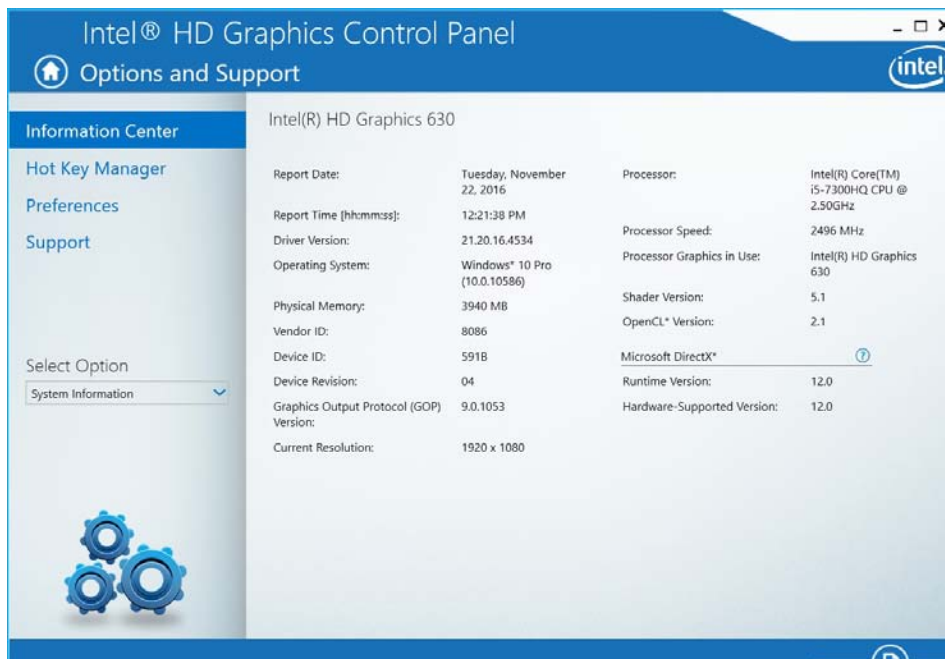 Intel® HD Graphics Control Panel
Options and Support
intel
Information Center
Hot Key Manager
Preferences
Support
Select Option
System Information
Intel(R) HD Graphics 630
Report Date: Tuesday, November
22, 2016
Report Time [hh:mm:ss]: 12:21:38 PM
Driver Version: 21.20.16.4534
Operating System: Windows* 10 Pro
(10.0.10586)
Physical Memory: 3940 MB
Vendor ID: 8086
Device ID: 591B
Device Revision: 04
Graphics Output Protocol (GOP) 9.0.1053
Version:
Current Resolution: 1920 x 1080
Processor: Intel(R) Core(TM)
i5-7300HQ CPU @
2.50GHz
Processor Speed: 2496 MHz
Processor Graphics in Use: Intel(R) HD Graphics
630
Shader Version: 5.1
OpenCL* Version: 2.1
Microsoft DirectX* ?
Runtime Version: 12.0
Hardware-Supported Version: 12.0